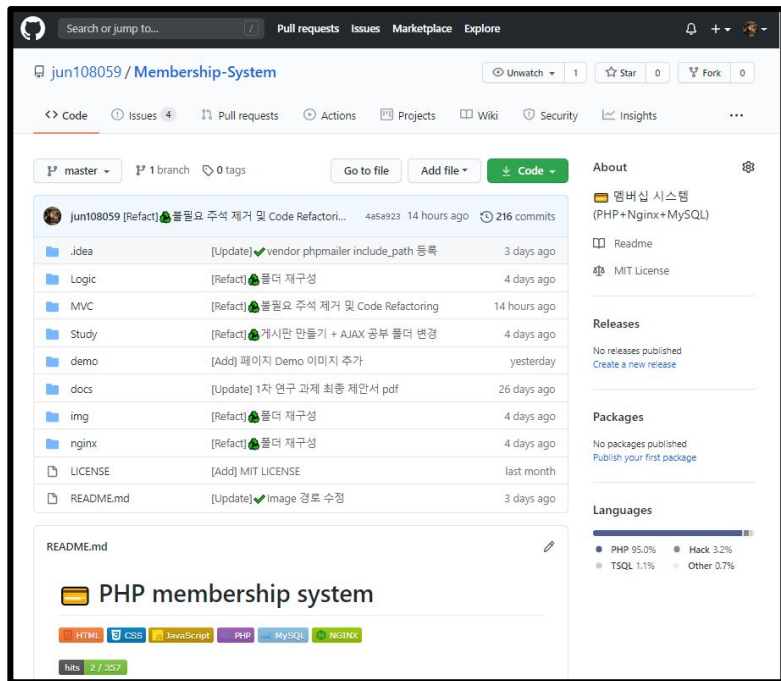 Search or jump to... / Pull requests Issues Marketplace Explore
jun108059 / Membership-System Unwatch 1 Star 0 Fork 0
Code Issues 4 Pull requests Actions Projects Wiki Security Insights ...
master 1 branch 0 tags Go to file Add file Code
jun108059 [Refact] 불필요 주석 제거 및 Code Refactori... 4a5a923 14 hours ago 216 commits
.idea [Update] vendor phpmailer include_path 등록 3 days ago
Logic [Refact] 폴더 재구성 4 days ago
MVC [Refact] 불필요 주석 제거 및 Code Refactoring 14 hours ago
Study [Refact] 게시판 만들기 + AJAX 공부 폴더 변경 4 days ago
demo [Add] 페이지 Demo 이미지 추가 yesterday
docs [Update] 1차 연구 과제 최종 제안서 pdf 26 days ago
img [Refact] 폴더 재구성 4 days ago
nginx [Refact] 폴더 재구성 4 days ago
LICENSE [Add] MIT LICENSE last month
README.md [Update] Image 경로 수정 3 days ago
README.md
PHP membership system
HTML CSS JavaScript PHP MySQL NGINX
hits 2 / 357
About
멤버십 시스템
(PHP+Nginx+MySQL)
Readme
MIT License
Releases
No releases published
Create a new release
Packages
No packages published
Publish your first package
Languages
PHP 95.0% Hack 3.2%
TSQL 1.1% Other 0.7%